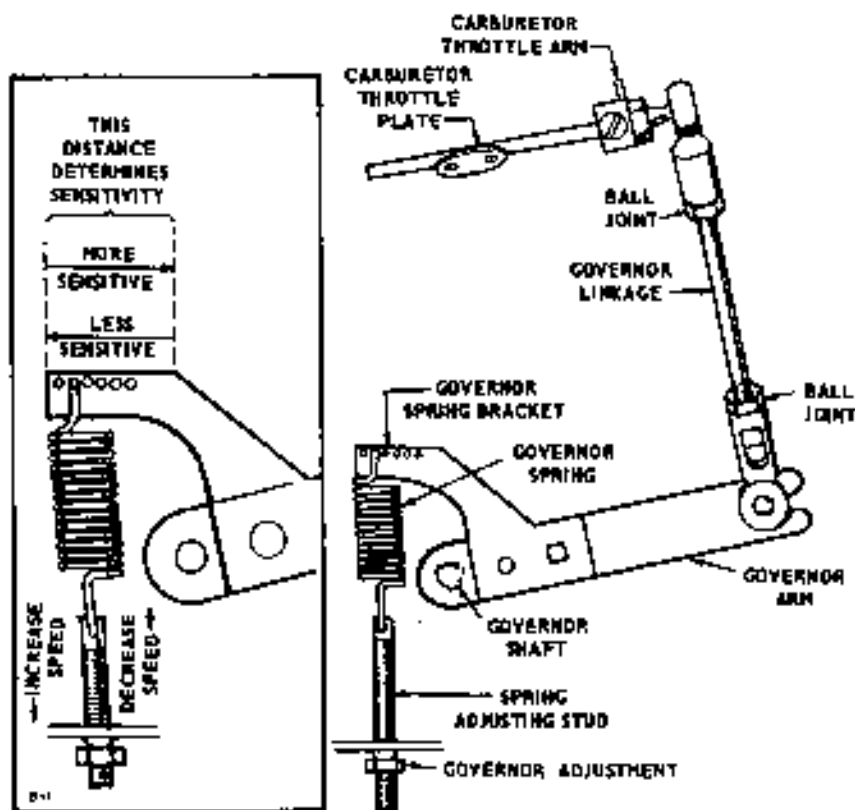 THIS
DISTANCE
DETERMINES
SENSITIVITY
MORE
SENSITIVE
LESS
SENSITIVE
INCREASE
SPEED
DECREASE
SPEED
CARBURETOR
THROTTLE ARM
CARBURETOR
THROTTLE
PLATE
BALL
JOINT
GOVERNOR
LINKAGE
BALL
JOINT
GOVERNOR
SPRING BRACKET
GOVERNOR
SPRING
GOVERNOR
ARM
GOVERNOR
SHAFT
SPRING
ADJUSTING STUD
GOVERNOR ADJUSTMENT